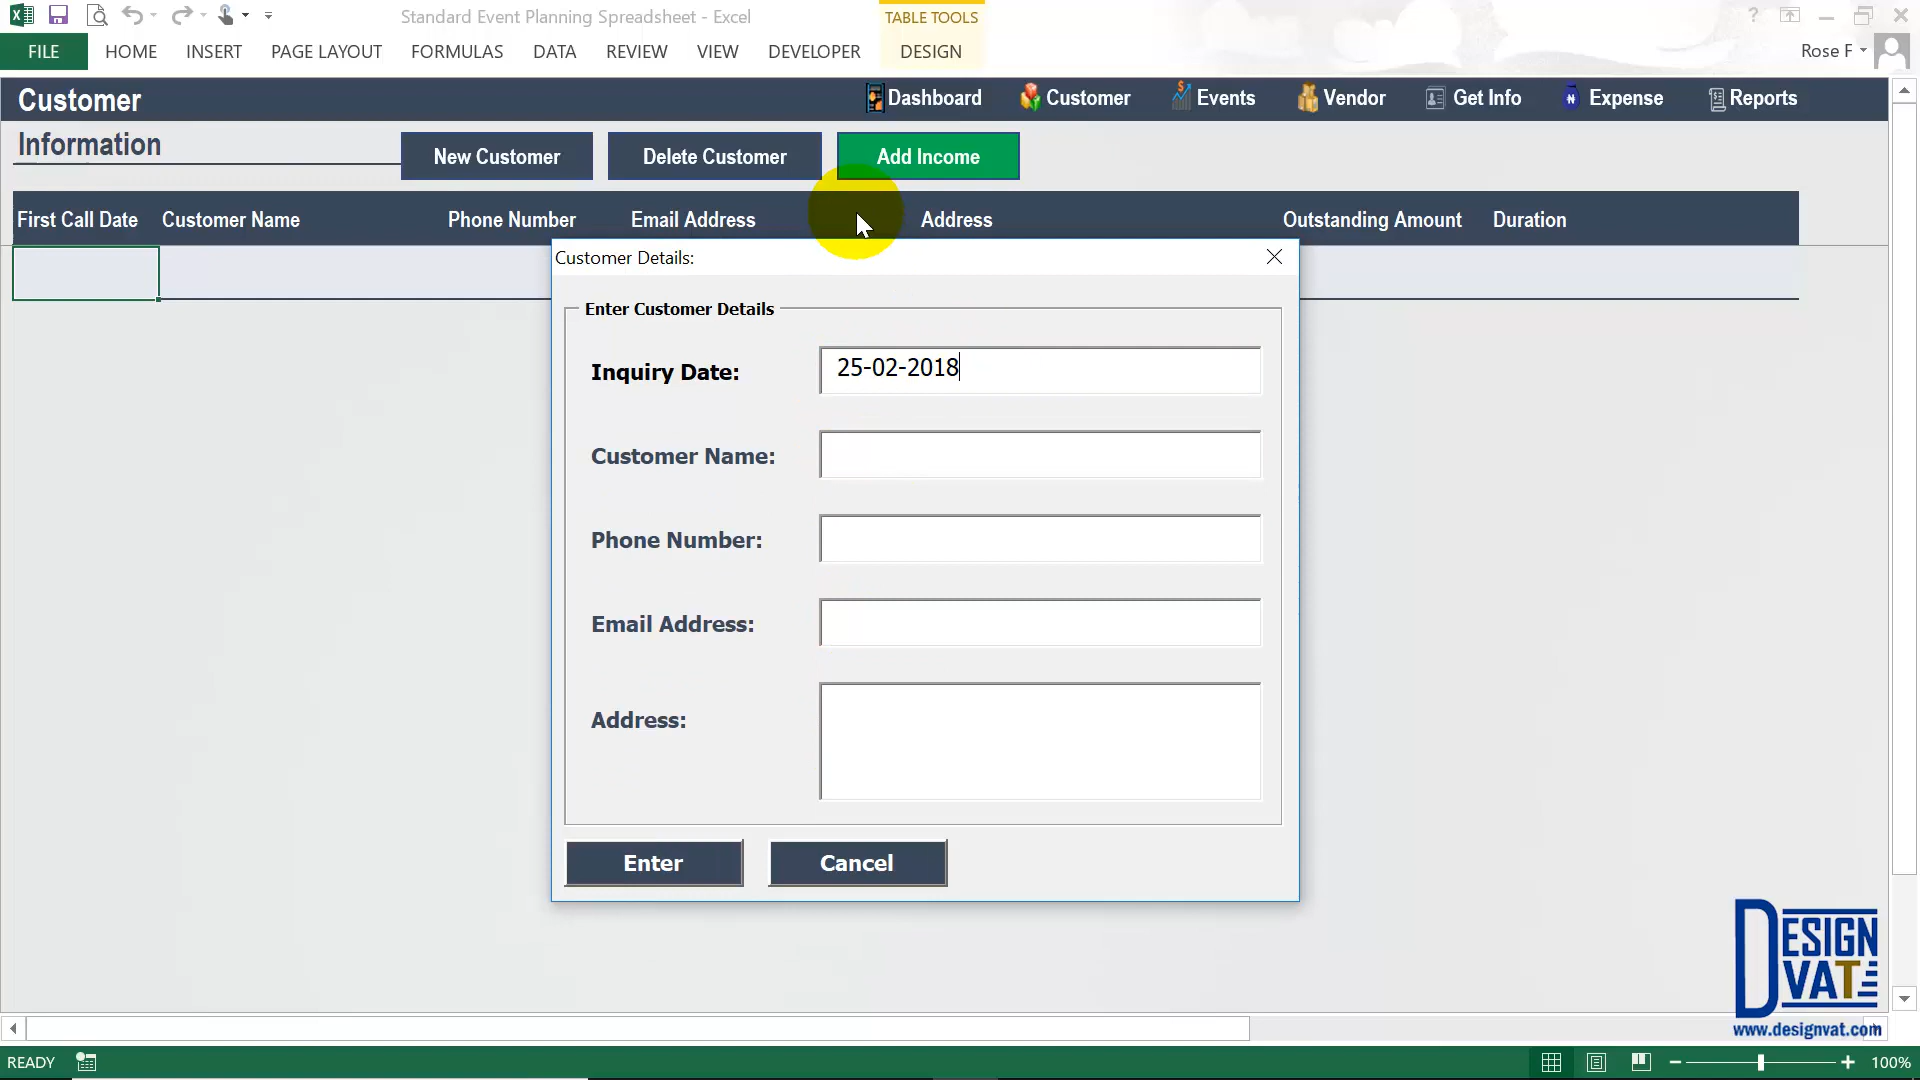 Standard Event Planning Spreadsheet - Excel
TABLE TOOLS
?
FILE HOME INSERT PAGE LAYOUT FORMULAS DATA REVIEW VIEW DEVELOPER DESIGN Rose F
Customer Dashboard Customer Events Vendor Get Info Expense Reports
Information New Customer Delete Customer Add Income
First Call Date Customer Name Phone Number Email Address Address Outstanding Amount Duration
Customer Details:
Enter Customer Details
Inquiry Date: 25-02-2018
Customer Name:
Phone Number:
Email Address:
Address:
Enter Cancel
DESIGN
VAT
www.designvat.com
READY 100%